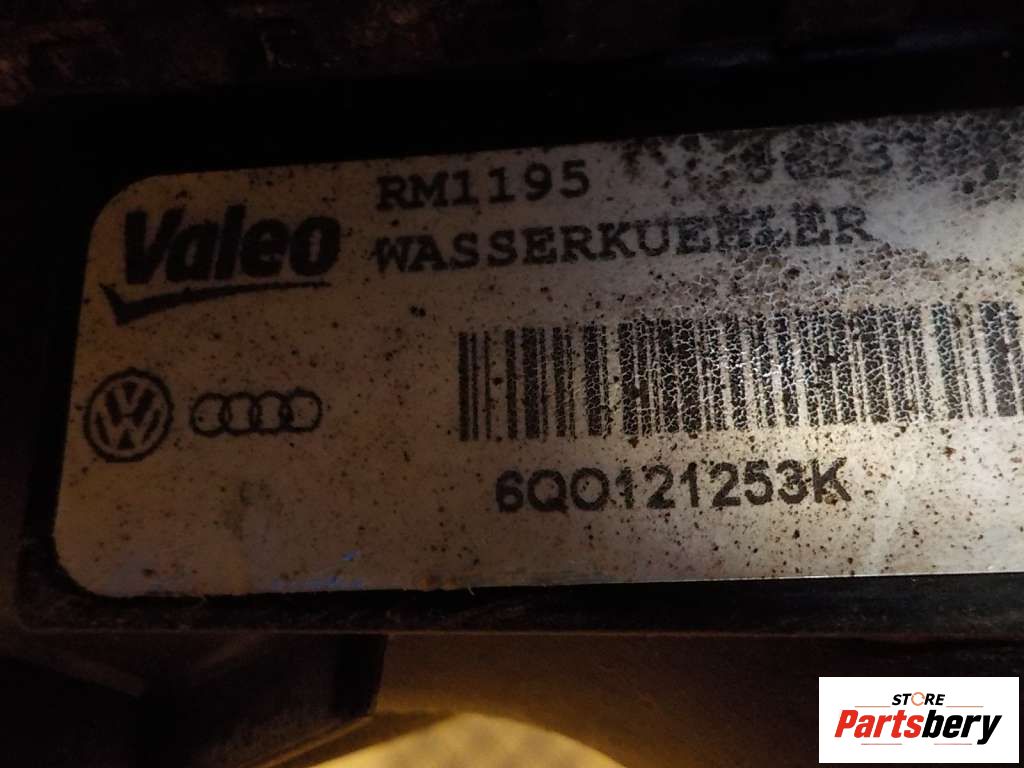 RM1195
Valeo
WASSERKUEHLER
6Q0121253K
STORE
Partsbery